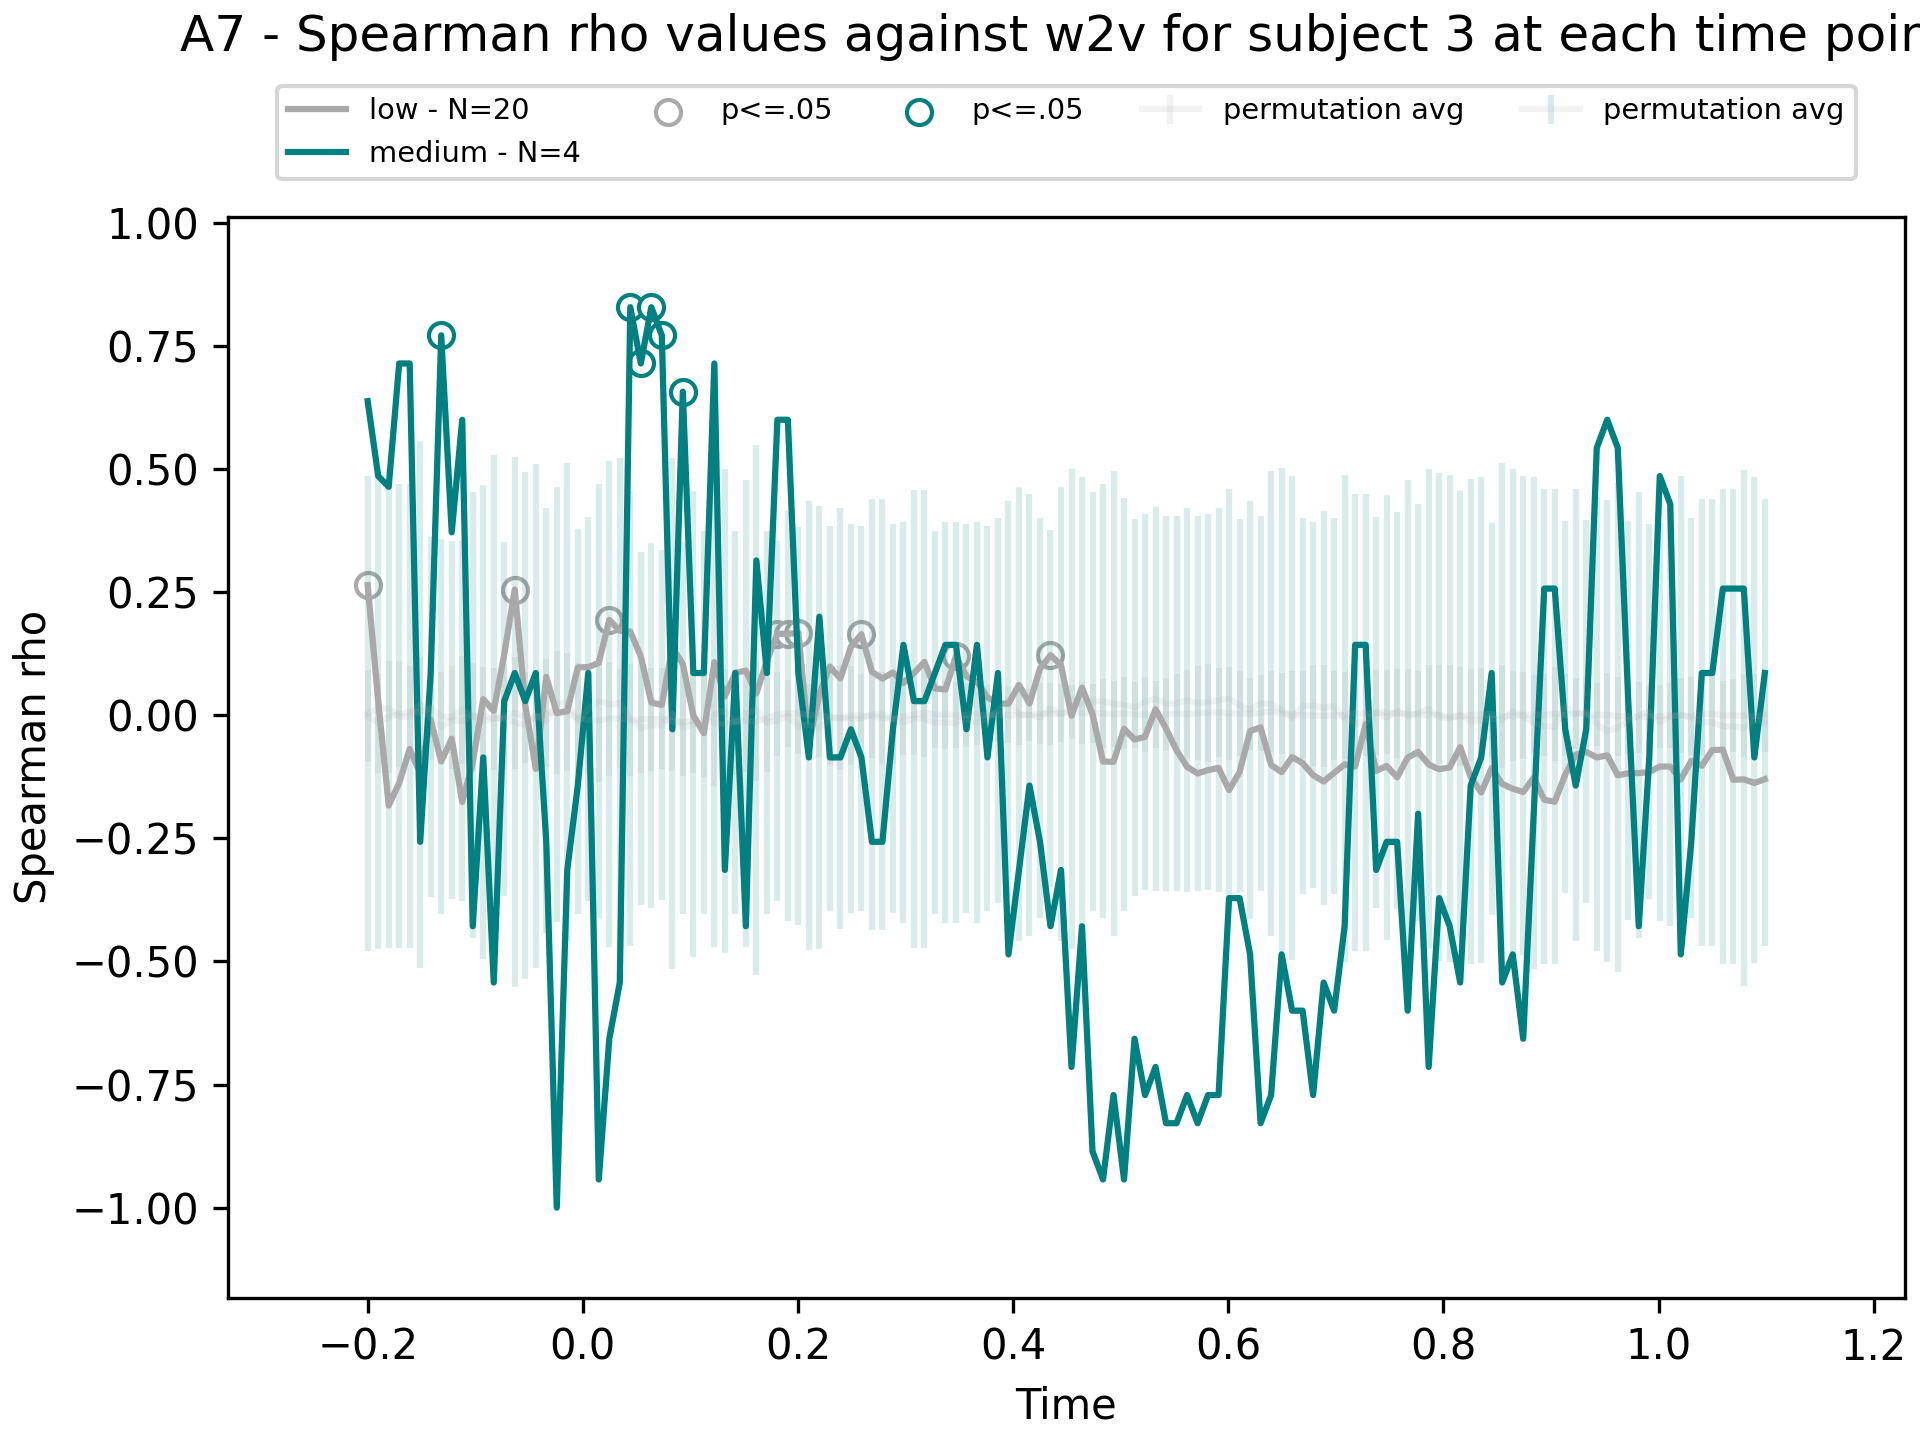 A7 - Spearman rho values against w2v for subject 3 at each time poin
low - N=20
medium - N=4
p<=.05
p<=.05
permutation avg
permutation avg
1.00
0.75
0.50
0.25
0.00
−0.25
−0.50
−0.75
−1.00
Spearman rho
−0.2 0.0 0.2 0.4 0.6 0.8 1.0 1.2
Time